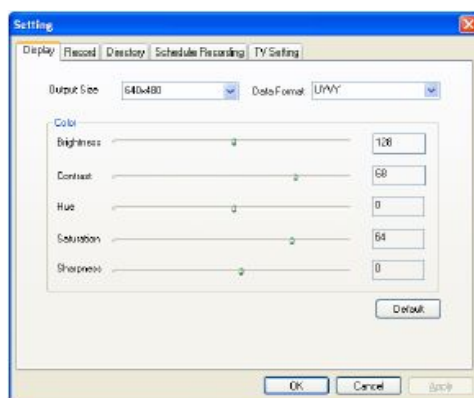 Setting
Display Record Directory Schedule Recording TV Setting
Output Size 640x480 Data Format UYVY
Color
Brightness 128
Contrast 68
Hue 0
Saturation 64
Sharpness 0
Default
OK Cancel Apply